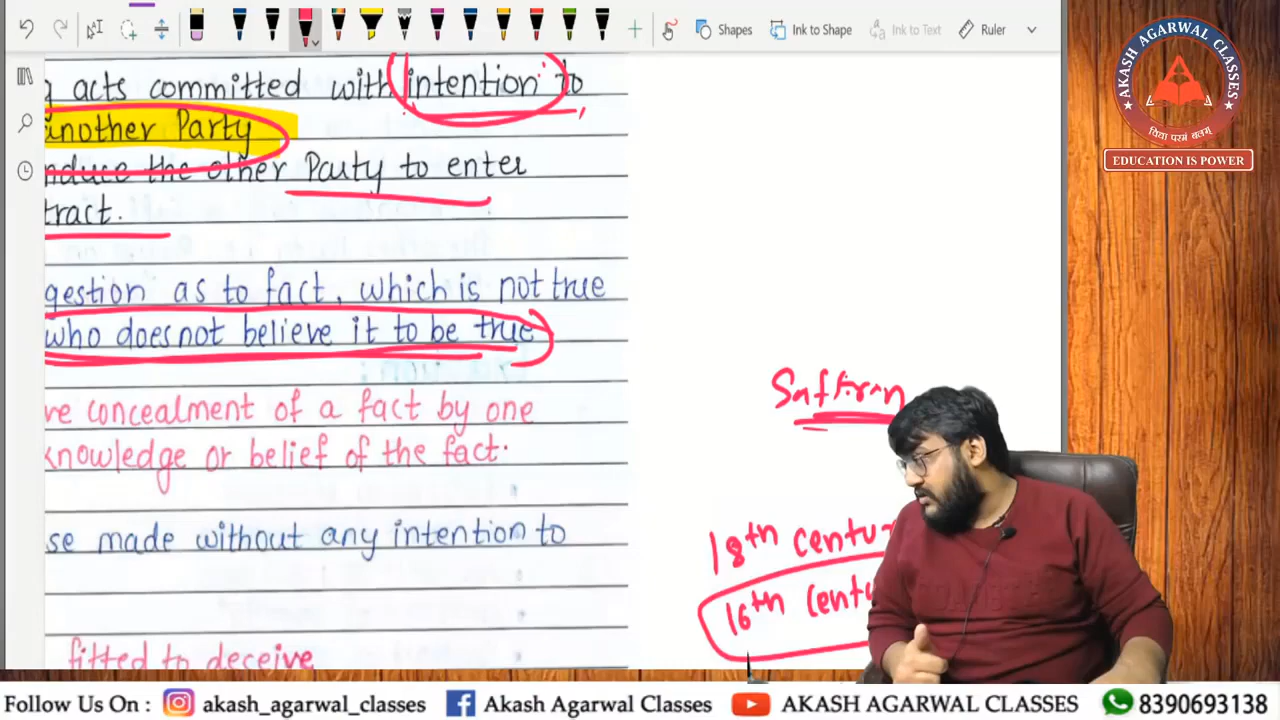 Shapes
Ink to Shape
Ink to Text
Ruler
acts committed with intention to
another Party
nduce the other Party to enter
tract.
gestion as to fact, which is not true
who doesnot believe it to be true
ve concealment of a fact by one
knowledge or belief of the fact.
se made without any intention to
fitted to deceive
Saffron
18th centu
16th centu
AKASH AGARWAL CLASSES
विद्या परमं बलम्
EDUCATION IS POWER
Follow Us On : akash_agarwal_classes Akash Agarwal Classes AKASH AGARWAL CLASSES 8390693138